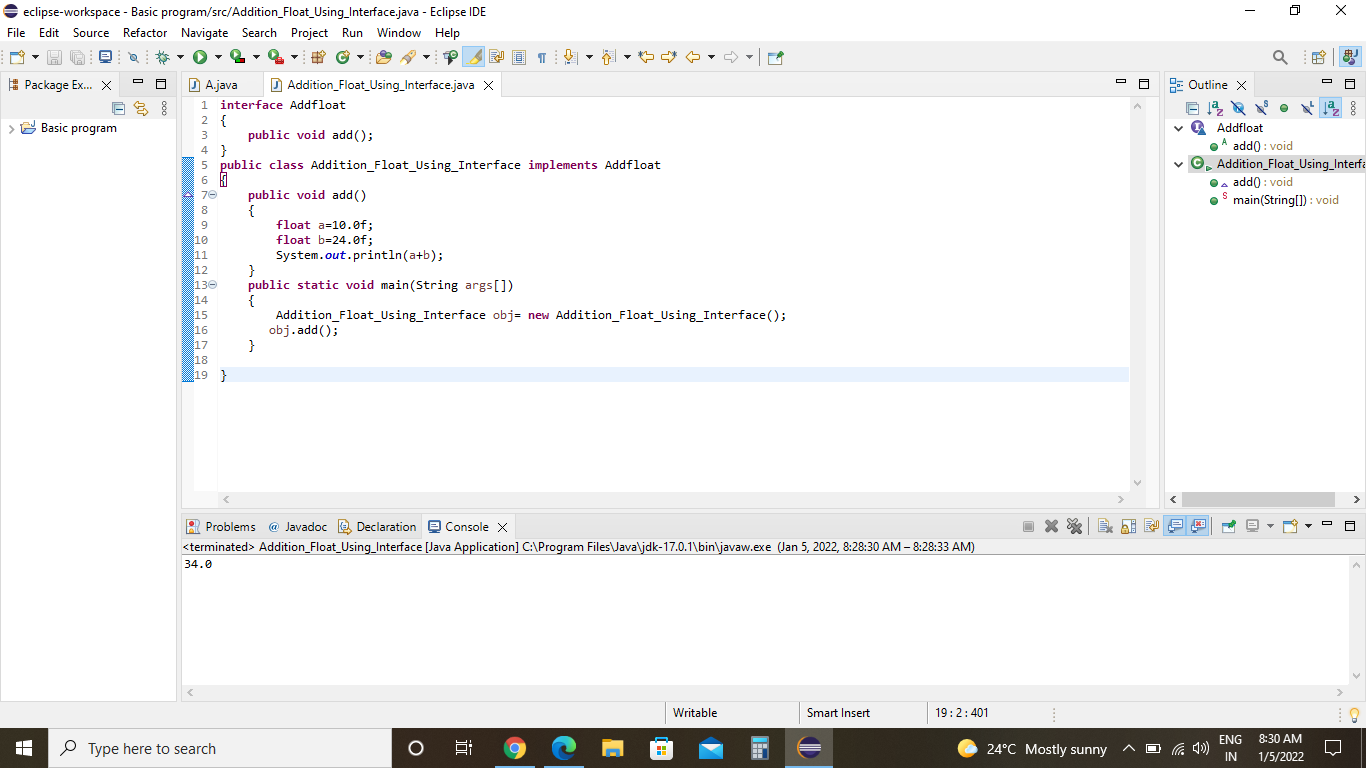 eclipse-workspace - Basic program/src/Addition_Float_Using_Interface.java - Eclipse IDE
File Edit Source Refactor Navigate Search Project Run Window Help
Package Ex...
A.java
Addition_Float_Using_Interface.java
Outline
Basic program
1 interface Addfloat
2 {
3     public void add();
4 }
5 public class Addition_Float_Using_Interface implements Addfloat
6 {
7     public void add()
8     {
9         float a=10.0f;
10         float b=24.0f;
11         System.out.println(a+b);
12     }
13     public static void main(String args[])
14     {
15         Addition_Float_Using_Interface obj= new Addition_Float_Using_Interface();
16        obj.add();
17     }
18
19 }
Addfloat
add() : void
Addition_Float_Using_Interfa
add() : void
main(String[]) : void
Problems @ Javadoc Declaration Console
<terminated> Addition_Float_Using_Interface [Java Application] C:\Program Files\Java\jdk-17.0.1\bin\javaw.exe (Jan 5, 2022, 8:28:30 AM – 8:28:33 AM)
34.0
Writable Smart Insert 19 : 2 : 401
Type here to search
24°C Mostly sunny
ENG
IN
8:30 AM
1/5/2022